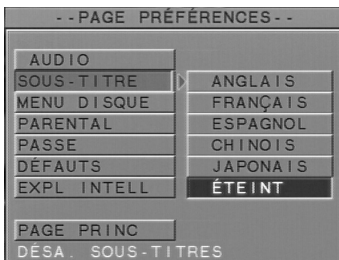 --PAGE PRÉFÉRENCES--
AUDIO
SOUS-TITRE
MENU DISQUE
PARENTAL
PASSE
DÉFAUTS
EXPL INTELL
ANGLAIS
FRANÇAIS
ESPAGNOL
CHINOIS
JAPONAIS
ÉTEINT
PAGE PRINC
DÉSA. SOUS-TITRES